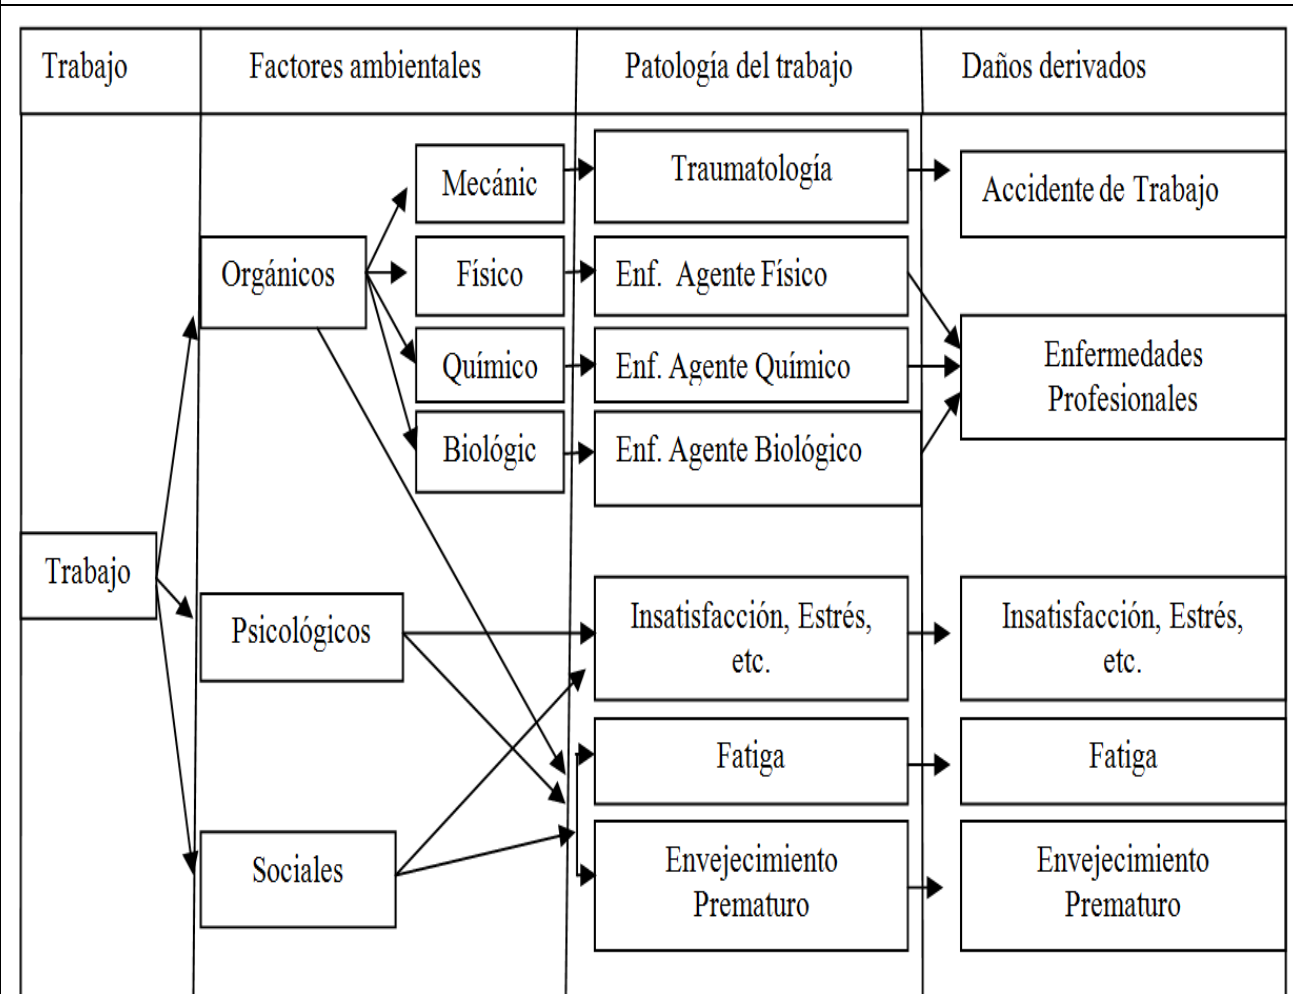 Trabajo
Factores ambientales
Patología del trabajo
Daños derivados
Mecánic
Traumatología
Accidente de Trabajo
Orgánicos
Físico
Enf. Agente Físico
Químico
Enf. Agente Químico
Enfermedades
Profesionales
Biológic
Enf. Agente Biológico
Trabajo
Psicológicos
Insatisfacción, Estrés,
etc.
Insatisfacción, Estrés,
etc.
Fatiga
Fatiga
Sociales
Envejecimiento
Prematuro
Envejecimiento
Prematuro